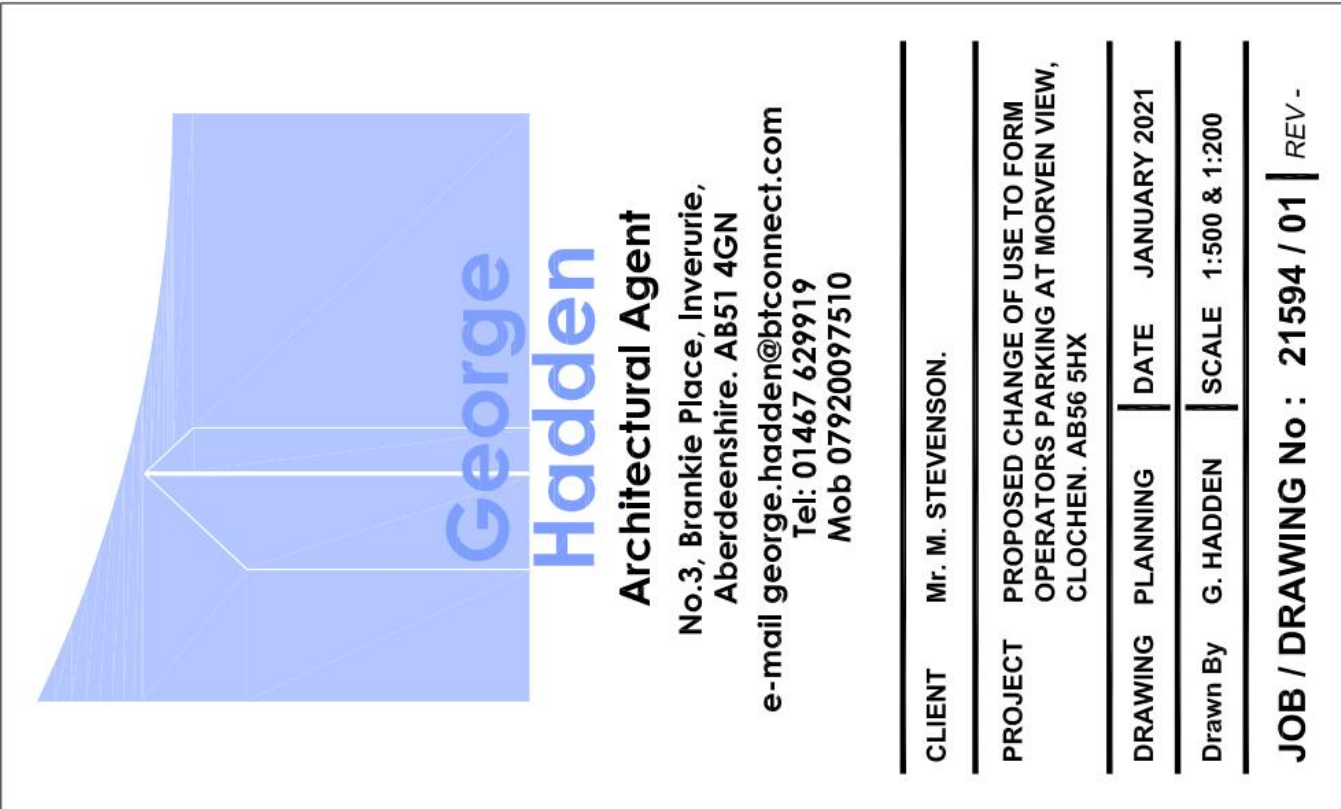 George
Hadden
Architectural Agent
No.3, Brankie Place, Inverurie,
Aberdeenshire. AB51 4GN
e-mail george.hadden@btconnect.com
Tel: 01467 629919
Mob 07920097510
CLIENT Mr. M. STEVENSON.
PROJECT PROPOSED CHANGE OF USE TO FORM
OPERATORS PARKING AT MORVEN VIEW,
CLOCHEN. AB56 5HX
DRAWING PLANNING DATE JANUARY 2021
Drawn By G. HADDEN SCALE 1:500 & 1:200
JOB / DRAWING No : 21594 / 01 REV -